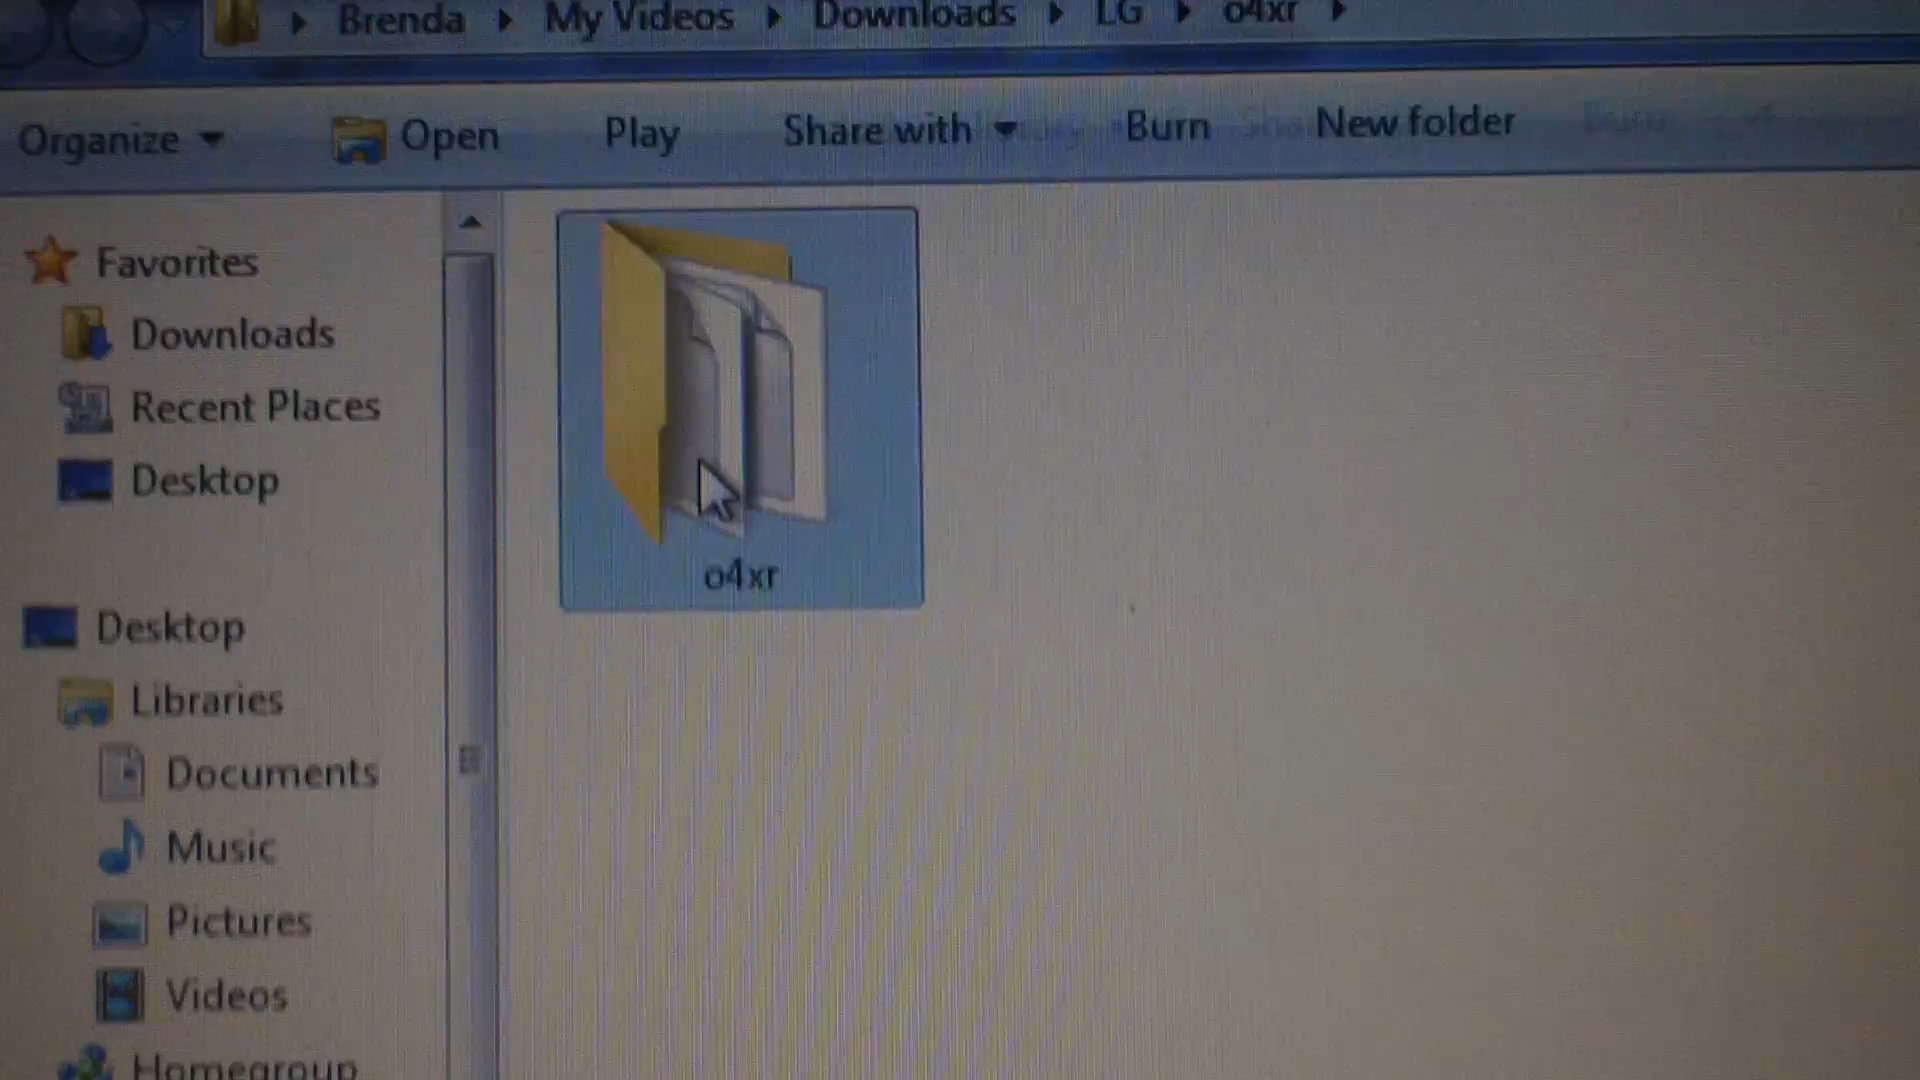 Brenda My Videos Downloads LG o4xr
Organize Open Play Share with Burn New folder
Favorites
Downloads
Recent Places
Desktop
o4xr
Desktop
Libraries
Documents
Music
Pictures
Videos
Homegroup